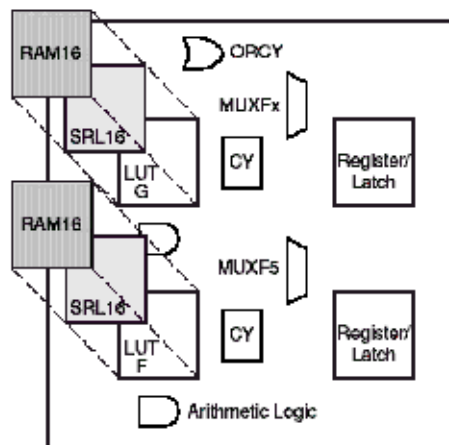 RAM16
ORCY
MUXFx
SRL16
LUT
G
CY
Register/
Latch
RAM16
MUXF5
SRL16
LUT
F
CY
Register/
Latch
Arithmetic Logic